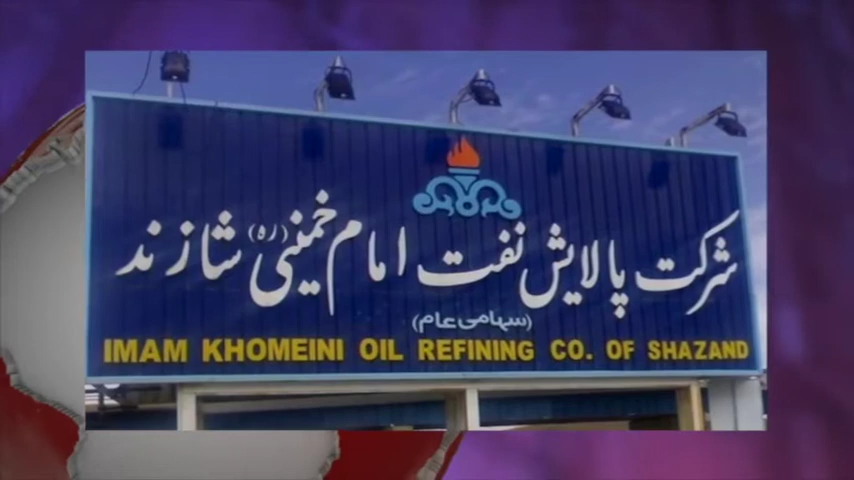 شرکت پالایش نفت امام خمینی (ره) شازند
(سهامی عام)
IMAM KHOMEINI OIL REFINING CO. OF SHAZAND